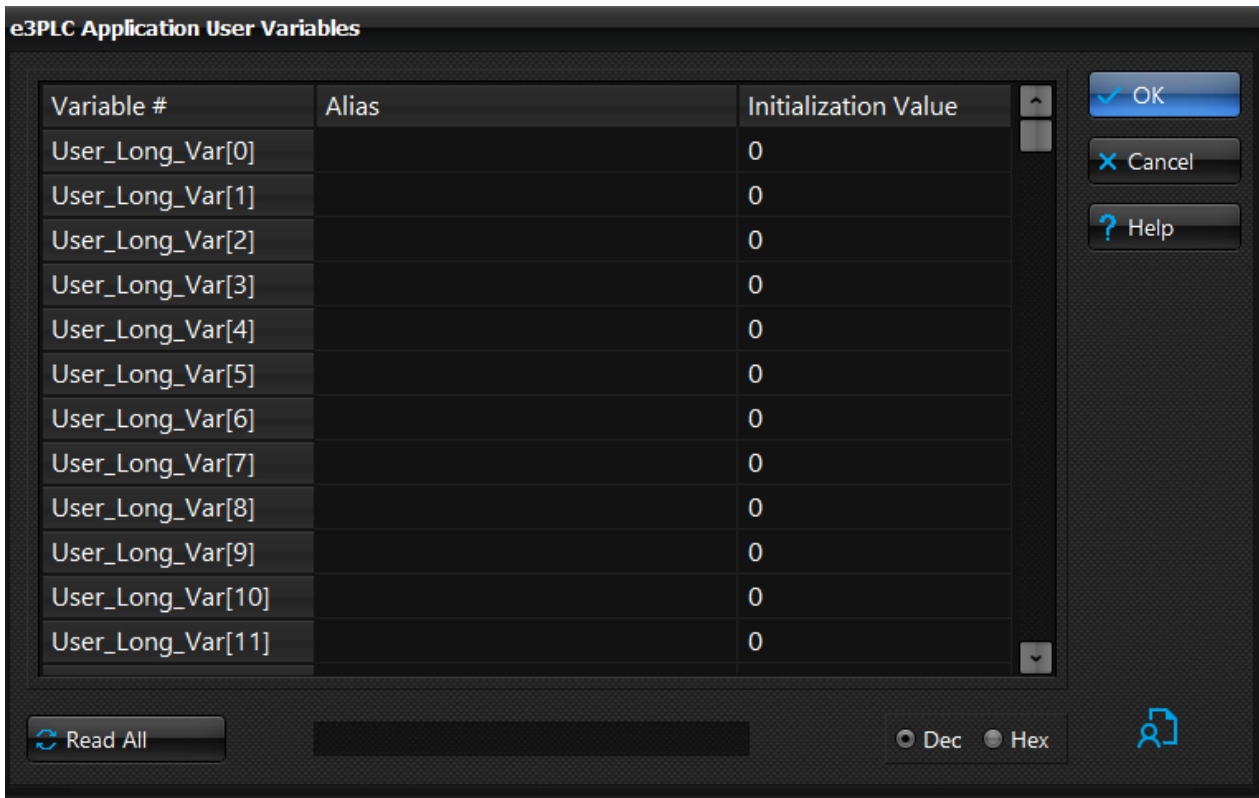 e3PLC Application User Variables
Variable # Alias Initialization Value
User_Long_Var[0] 0
User_Long_Var[1] 0
User_Long_Var[2] 0
User_Long_Var[3] 0
User_Long_Var[4] 0
User_Long_Var[5] 0
User_Long_Var[6] 0
User_Long_Var[7] 0
User_Long_Var[8] 0
User_Long_Var[9] 0
User_Long_Var[10] 0
User_Long_Var[11] 0
OK
Cancel
? Help
Read All
Dec Hex